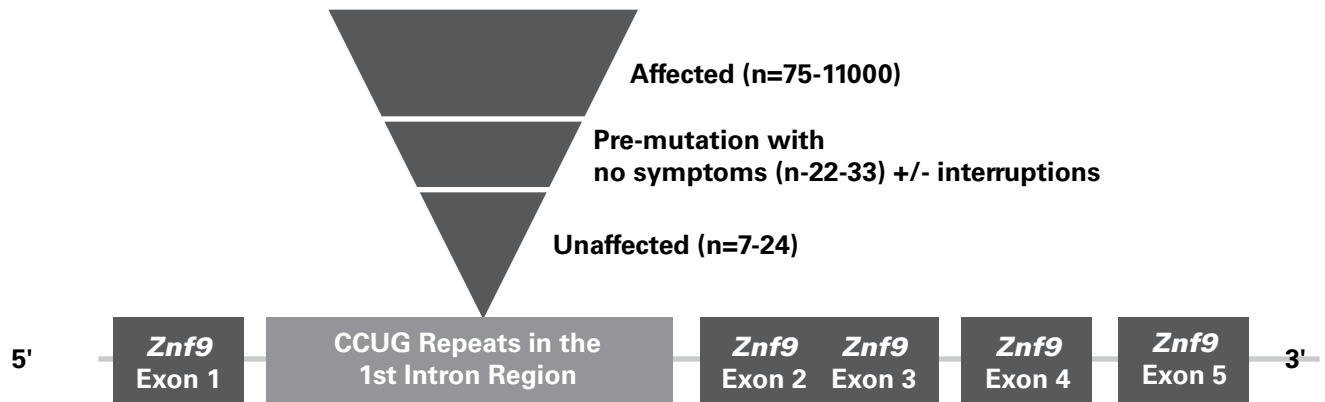 Affected (n=75-11000)
Pre-mutation with
no symptoms (n-22-33) +/- interruptions
Unaffected (n=7-24)
5'
Znf9
Exon 1
CCUG Repeats in the
1st Intron Region
Znf9 Znf9
Exon 2 Exon 3
Znf9
Exon 4
Znf9
Exon 5
3'